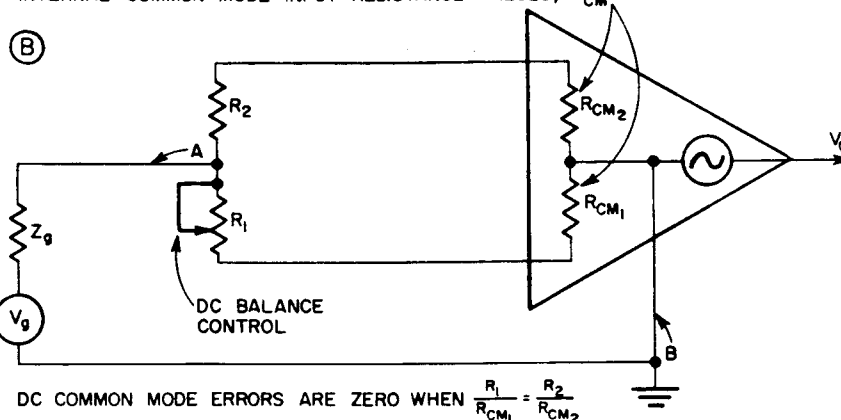 B
R2
RCM2
A
Zg
R1
RCM1
DC BALANCE
CONTROL
Vg
B
DC COMMON MODE ERRORS ARE ZERO WHEN R1/RCM1 = R2/RCM2